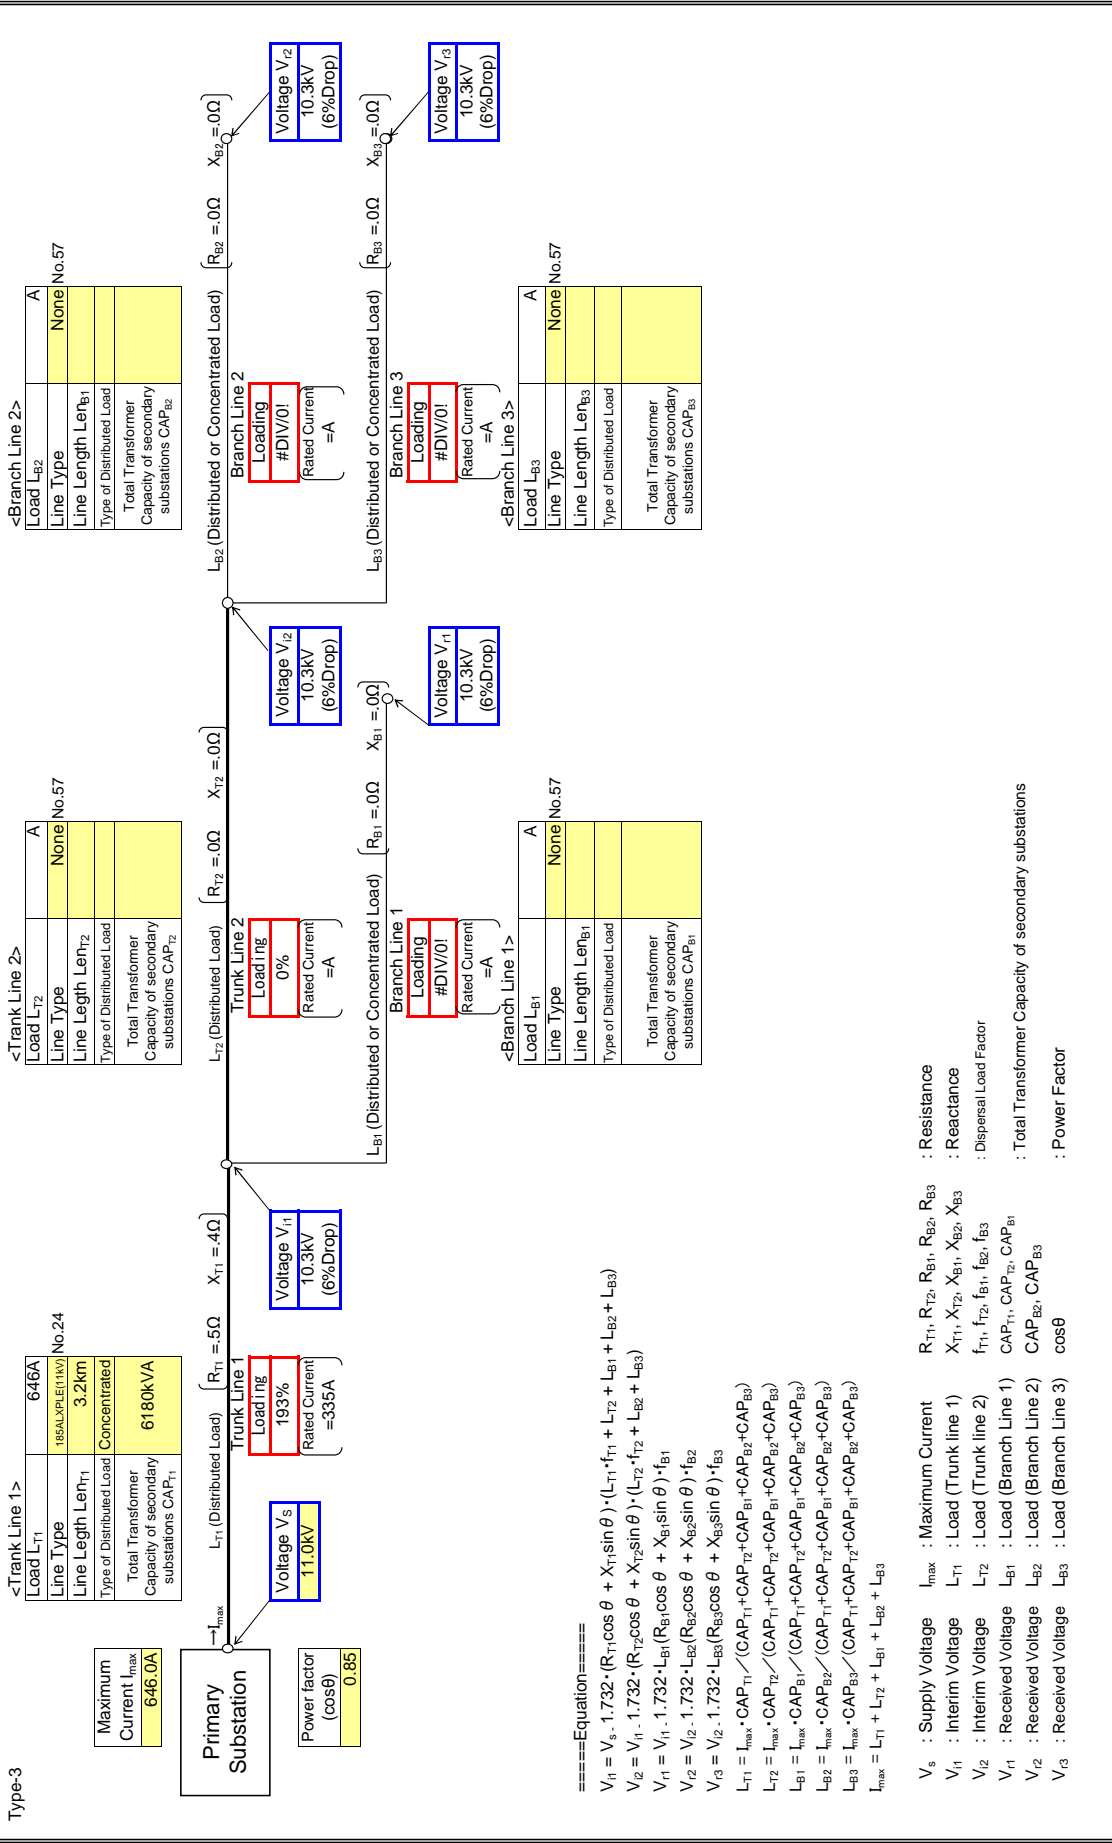 Type-3
Maximum
Current Imax
646.0A
<Trank Line 1>
Load LT1 646A
Line Type 185ALXPLE(11kV) No.24
Line Legth LenT1 3.2km
Type of Distributed Load Concentrated
Total Transformer
Capacity of secondary
substations CAPT1
6180kVA
<Trank Line 2>
Load LT2 A
Line Type None No.57
Line Length LenT2
Type of Distributed Load
Total Transformer
Capacity of secondary
substations CAPT2
<Branch Line 2>
Load LB2 A
Line Type None No.57
Line Length LenB1
Type of Distributed Load
Total Transformer
Capacity of secondary
substations CAPB2
Primary
Substation
→Imax
LT1 (Distributed Load) RT1 =.5Ω XT1 =.4Ω
LT2 (Distributed Load) RT2 =.0Ω XT2 =.0Ω
LB2 (Distributed or Concentrated Load) RB2 =.0Ω XB2 =.0Ω
Trunk Line 1
Loading
193%
Rated Current
=335A
Trunk Line 2
Loading
0%
Rated Current
=A
Branch Line 2
Loading
#DIV/0!
Rated Current
=A
Power factor
(cosθ)
0.85
Voltage VS
11.0kV
Voltage Vi1
10.3kV
(6%Drop)
Voltage Vi2
10.3kV
(6%Drop)
Voltage Vr2
10.3kV
(6%Drop)
LB1 (Distributed or Concentrated Load) RB1 =.0Ω XB1 =.0Ω
LB3 (Distributed or Concentrated Load) RB3 =.0Ω XB3 =.0Ω
Branch Line 1
Loading
#DIV/0!
Rated Current
=A
Voltage Vr1
10.3kV
(6%Drop)
Branch Line 3
Loading
#DIV/0!
Rated Current
=A
Voltage Vr3
10.3kV
(6%Drop)
<Branch Line 1>
Load LB1 A
Line Type None No.57
Line Length LenB1
Type of Distributed Load
Total Transformer
Capacity of secondary
substations CAPB1
<Branch Line 3>
Load LB3 A
Line Type None No.57
Line Length LenB3
Type of Distributed Load
Total Transformer
Capacity of secondary
substations CAPB3
=====Equation=====
Vi1 = Vs - 1.732・(RT1cos θ + XT1sin θ)・(LT1・fT1 + LT2 + LB1 + LB2 + LB3)
Vi2 = Vi1 - 1.732・(RT2cos θ + XT2sin θ)・(LT2・fT2 + LB2 + LB3)
Vr1 = Vi1 - 1.732・LB1(RB1cos θ + XB1sin θ)・fB1
Vr2 = Vi2 - 1.732・LB2(RB2cos θ + XB2sin θ)・fB2
Vr3 = Vi2 - 1.732・LB3(RB3cos θ + XB3sin θ)・fB3
LT1 = Imax・CAPT1／(CAPT1+CAPT2+CAPB1+CAPB2+CAPB3)
LT2 = Imax・CAPT2／(CAPT1+CAPT2+CAPB1+CAPB2+CAPB3)
LB1 = Imax・CAPB1／(CAPT1+CAPT2+CAPB1+CAPB2+CAPB3)
LB2 = Imax・CAPB2／(CAPT1+CAPT2+CAPB1+CAPB2+CAPB3)
LB3 = Imax・CAPB3／(CAPT1+CAPT2+CAPB1+CAPB2+CAPB3)
Imax = LT1 + LT2 + LB1 + LB2 + LB3
Vs : Supply Voltage Imax : Maximum Current RT1, RT2, RB1, RB2, RB3 : Resistance
Vi1 : Interim Voltage LT1 : Load (Trunk line 1) XT1, XT2, XB1, XB2, XB3 : Reactance
Vi2 : Interim Voltage LT2 : Load (Trunk line 2) fT1, fT2, fB1, fB2, fB3 : Dispersal Load Factor
Vr1 : Received Voltage LB1 : Load (Branch Line 1) CAPT1, CAPT2, CAPB1 : Total Transformer Capacity of secondary substations
Vr2 : Received Voltage LB2 : Load (Branch Line 2) CAPB2, CAPB3
Vr3 : Received Voltage LB3 : Load (Branch Line 3) cosθ : Power Factor